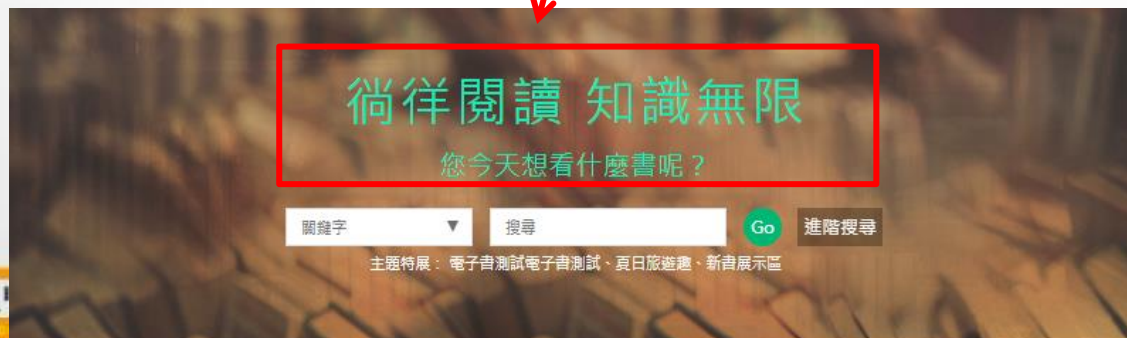 徜徉閱讀 知識無限
您今天想看什麼書呢？
關鍵字 ▼ 搜尋 Go 進階搜尋
主題特展： 電子書測試電子書測試、夏日旅遊趣、新書展示區